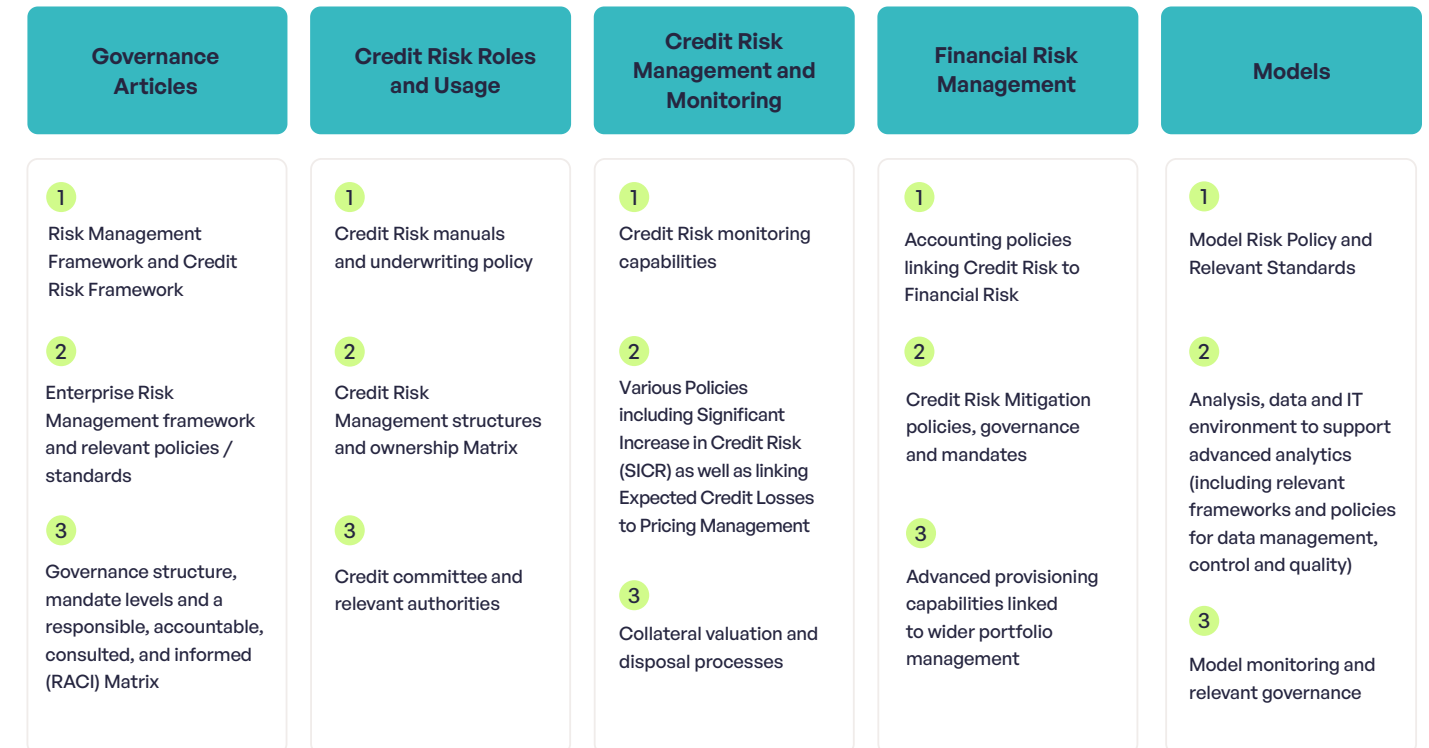 Governance
Articles
Credit Risk Roles
and Usage
Credit Risk
Management and
Monitoring
Financial Risk
Management
Models
1
Risk Management
Framework and Credit
Risk Framework
2
Enterprise Risk
Management framework
and relevant policies /
standards
3
Governance structure,
mandate levels and a
responsible, accountable,
consulted, and informed
(RACI) Matrix
1
Credit Risk manuals
and underwriting policy
2
Credit Risk
Management structures
and ownership Matrix
3
Credit committee and
relevant authorities
1
Credit Risk monitoring
capabilities
2
Various Policies
including Significant
Increase in Credit Risk
(SICR) as well as linking
Expected Credit Losses
to Pricing Management
3
Collateral valuation and
disposal processes
1
Accounting policies
linking Credit Risk to
Financial Risk
2
Credit Risk Mitigation
policies, governance
and mandates
3
Advanced provisioning
capabilities linked
to wider portfolio
management
1
Model Risk Policy and
Relevant Standards
2
Analysis, data and IT
environment to support
advanced analytics
(including relevant
frameworks and policies
for data management,
control and quality)
3
Model monitoring and
relevant governance